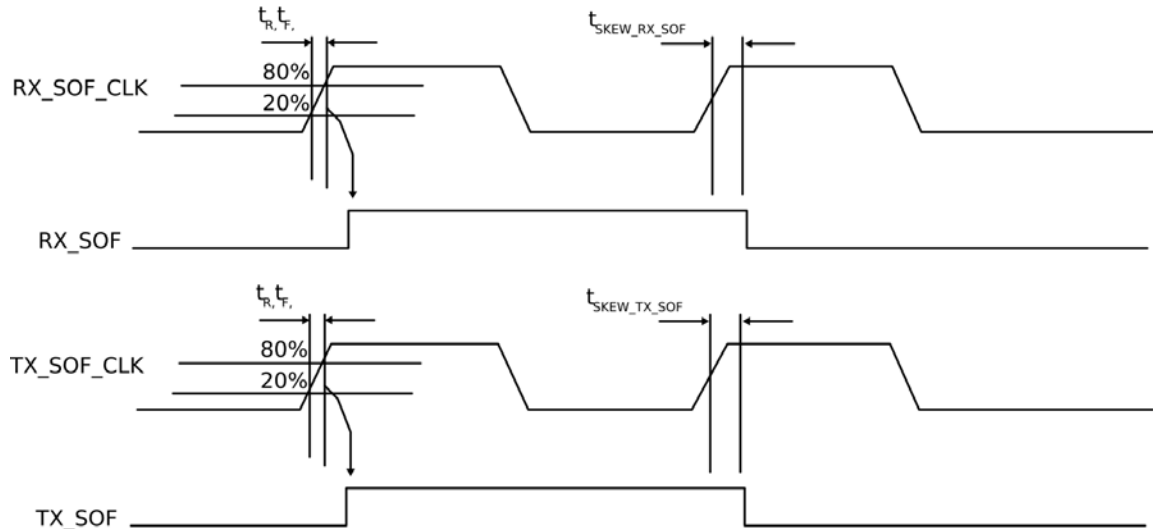 tR, tF,
tSKEW_RX_SOF
80%
RX_SOF_CLK
20%
RX_SOF
tR, tF,
tSKEW_TX_SOF
80%
TX_SOF_CLK
20%
TX_SOF